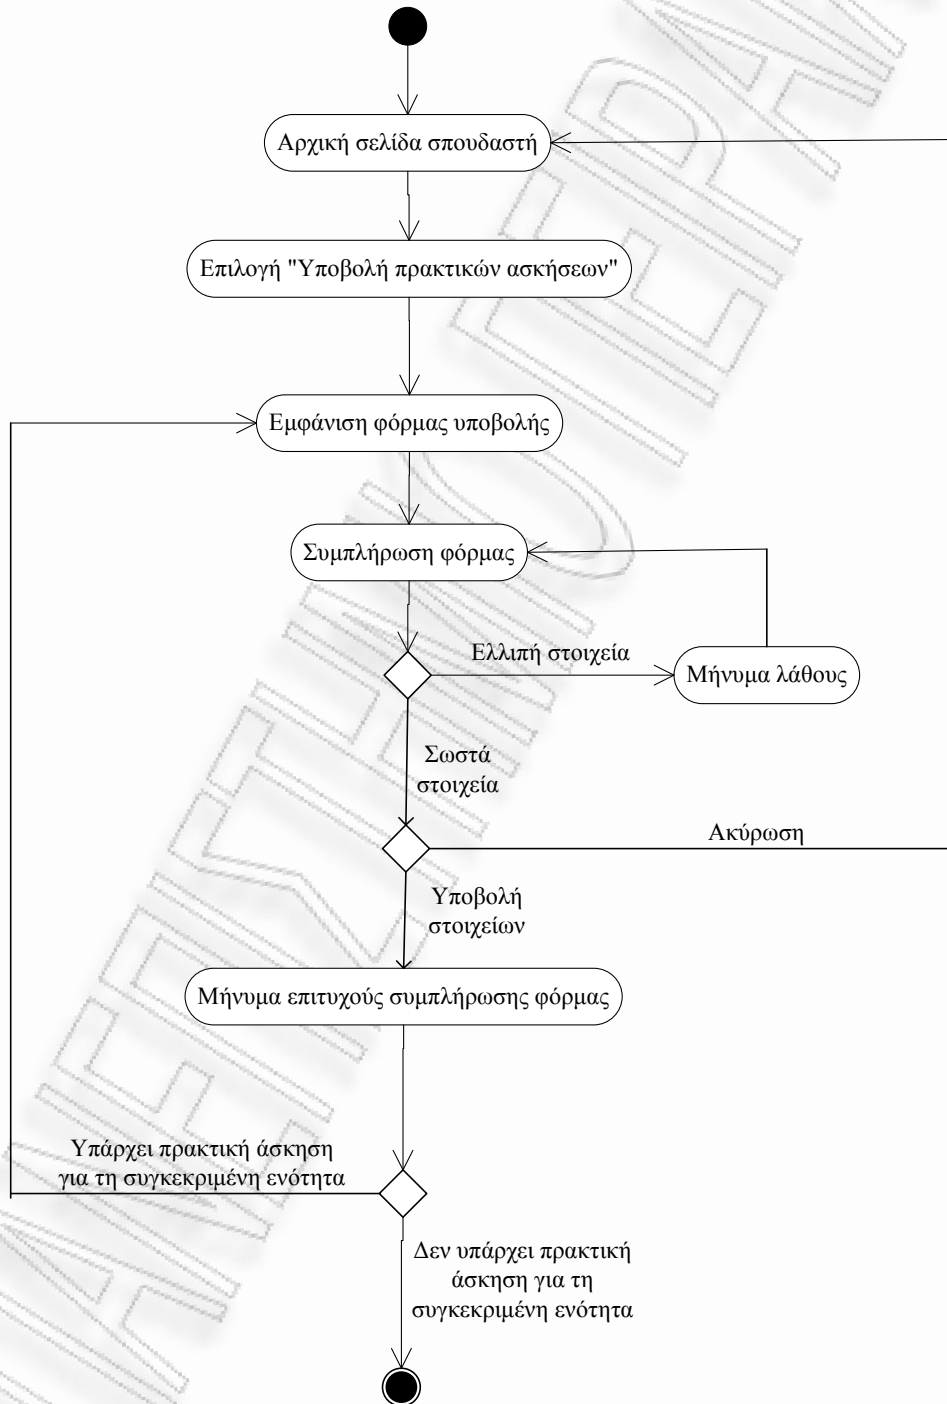 Αρχική σελίδα σπουδαστή
Επιλογή "Υποβολή πρακτικών ασκήσεων"
Εμφάνιση φόρμας υποβολής
Συμπλήρωση φόρμας
Ελλιπή στοιχεία
Μήνυμα λάθους
Σωστά
στοιχεία
Ακύρωση
Υποβολή
στοιχείων
Μήνυμα επιτυχούς συμπλήρωσης φόρμας
Υπάρχει πρακτική άσκηση
για τη συγκεκριμένη ενότητα
Δεν υπάρχει πρακτική
άσκηση για τη
συγκεκριμένη ενότητα